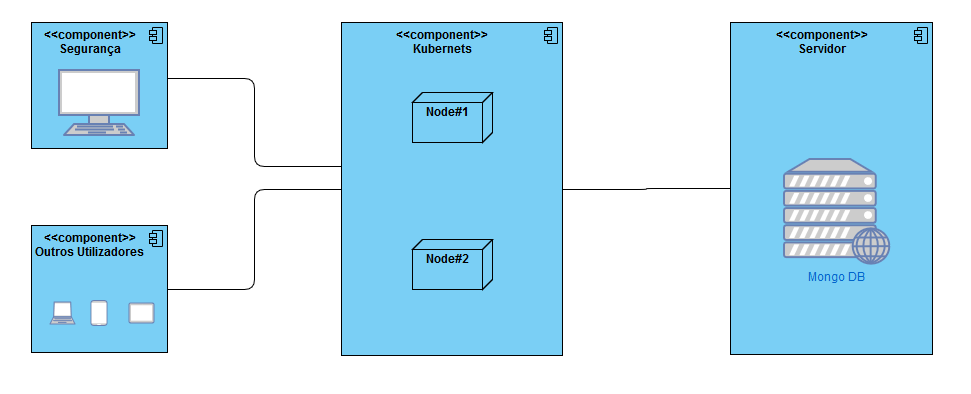 <<component>>
Segurança
<<component>>
Outros Utilizadores
<<component>>
Kubernets
Node#1
Node#2
<<component>>
Servidor
Mongo DB